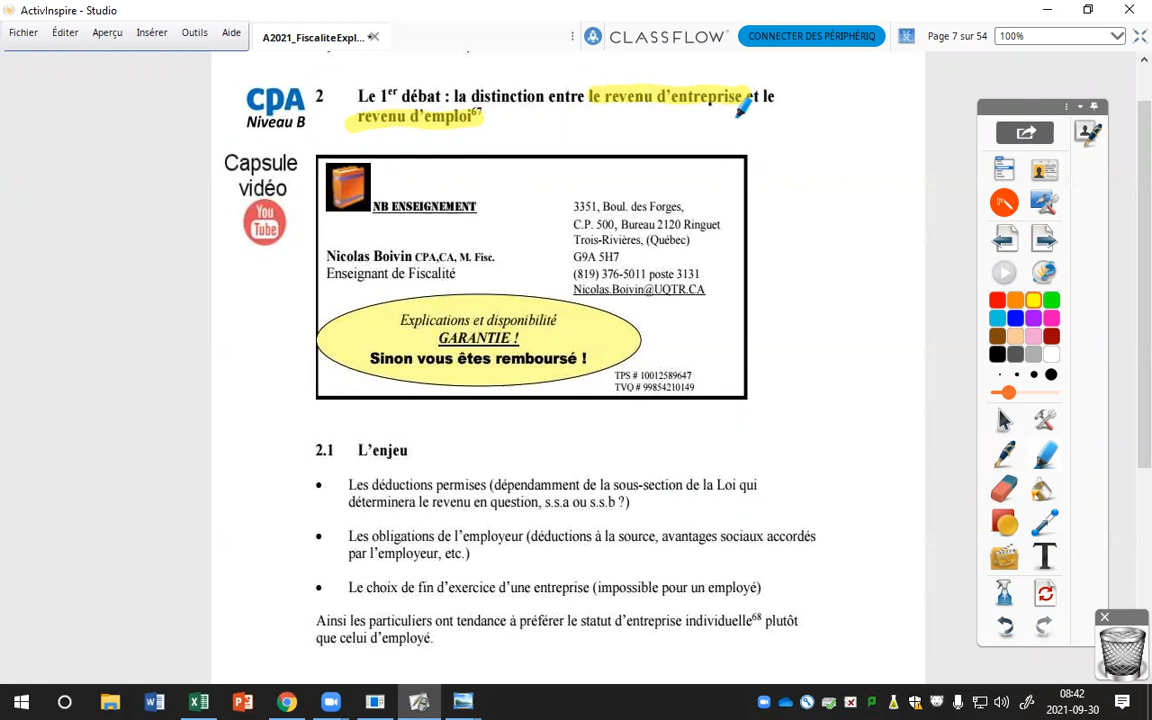 ActivInspire - Studio
Fichier Éditer Aperçu Insérer Outils Aide
A2021_FiscaliteExpl...
CLASSFLOW
CONNECTER DES PÉRIPHÉRIQ
Page 7 sur 54
100%
CPA
Niveau B
2 Le 1er débat : la distinction entre le revenu d'entreprise et le
revenu d'emploi67
Capsule
vidéo
You
Tube
NB ENSEIGNEMENT
Nicolas Boivin CPA,CA, M. Fisc.
Enseignant de Fiscalité
3351, Boul. des Forges,
C.P. 500, Bureau 2120 Ringuet
Trois-Rivières, (Québec)
G9A 5H7
(819) 376-5011 poste 3131
Nicolas.Boivin@UQTR.CA
Explications et disponibilité
GARANTIE !
Sinon vous êtes remboursé !
TPS # 10012589647
TVQ # 99854210149
2.1 L'enjeu
• Les déductions permises (dépendamment de la sous-section de la Loi qui
déterminera le revenu en question, s.s.a ou s.s.b ?)
• Les obligations de l'employeur (déductions à la source, avantages sociaux accordés
par l'employeur, etc.)
• Le choix de fin d'exercice d'une entreprise (impossible pour un employé)
Ainsi les particuliers ont tendance à préférer le statut d'entreprise individuelle68 plutôt
que celui d'employé.
08:42
2021-09-30